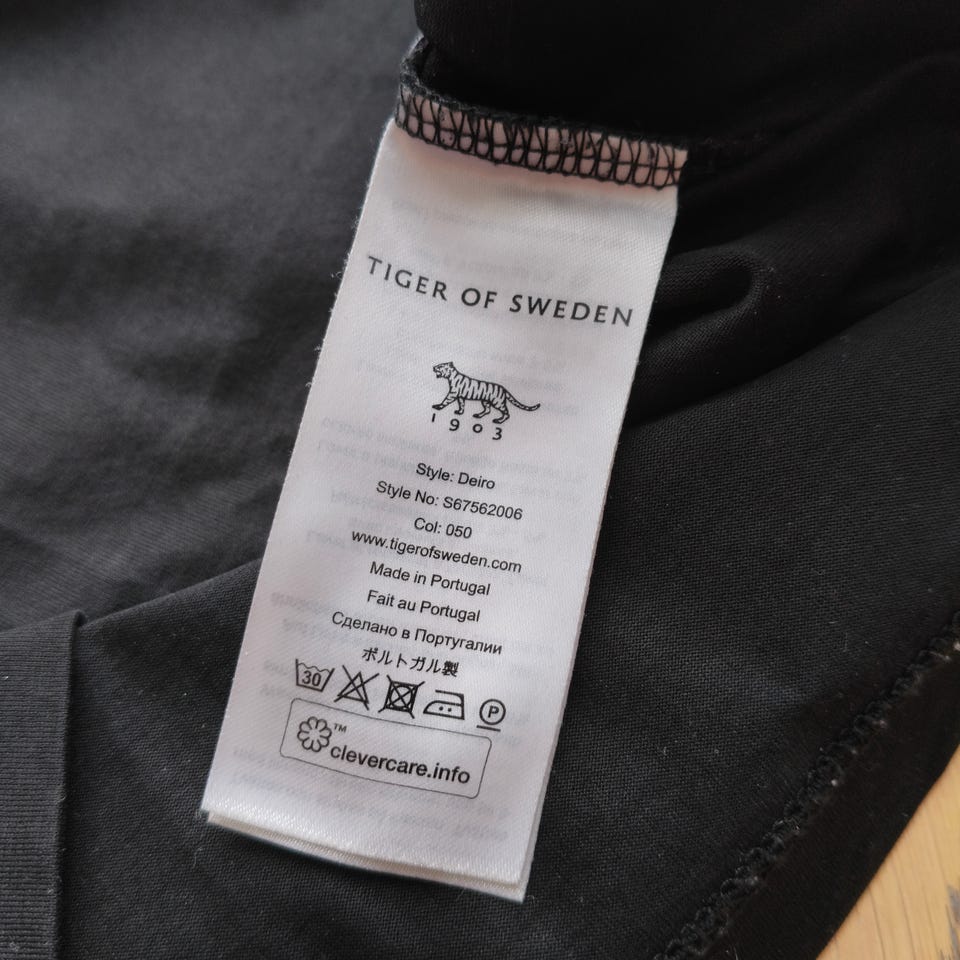 TIGER OF SWEDEN
1903
Style: Deiro
Style No: S67562006
Col: 050
www.tigerofsweden.com
Made in Portugal
Fait au Portugal
Сделано в Португалии
ポルトガル製
30 P
™
clevercare.info